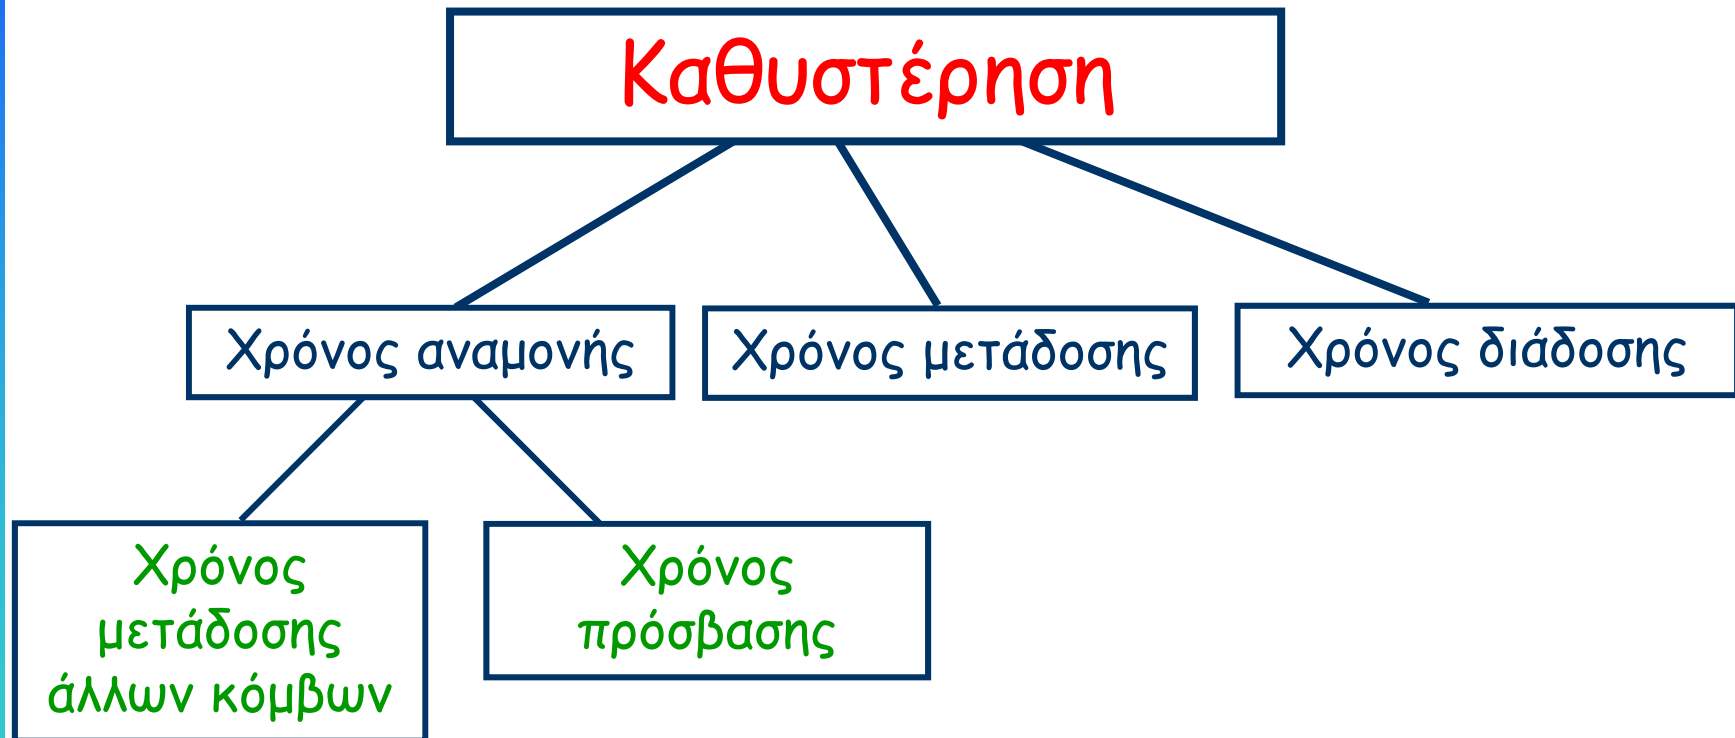 Καθυστέρηση
Χρόνος αναμονής
Χρόνος μετάδοσης
Χρόνος διάδοσης
Χρόνος
μετάδοσης
άλλων κόμβων
Χρόνος
πρόσβασης